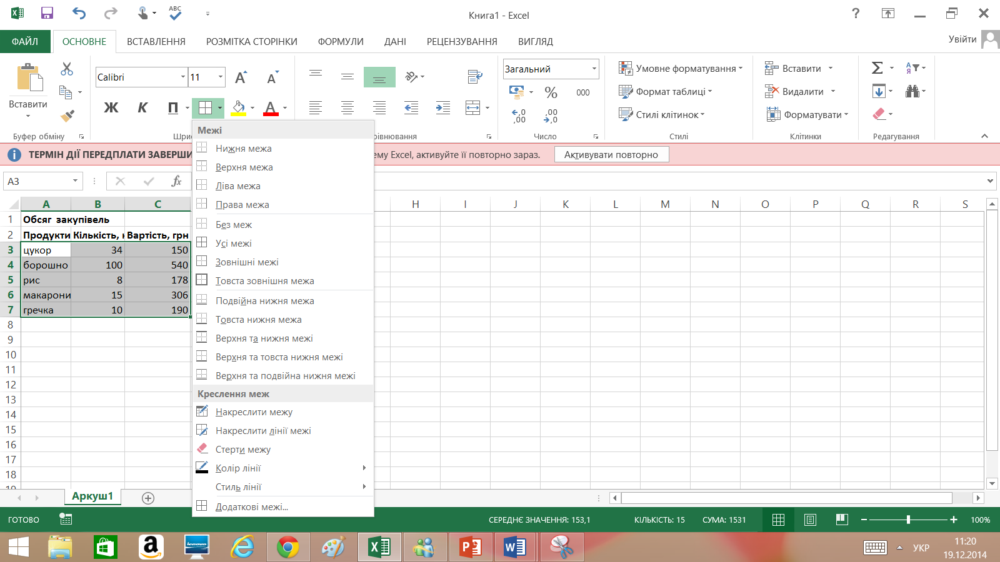 Книга1 - Excel
ABC
?
ФАЙЛ ОСНОВНЕ ВСТАВЛЕННЯ РОЗМІТКА СТОРІНКИ ФОРМУЛИ ДАНІ РЕЦЕНЗУВАННЯ ВИГЛЯД Увійти
Вставити
Calibri 11
Ж К П А
Загальний
% 000
Умовне форматування
Формат таблиці
Стилі клітинок
Вставити
Видалити
Форматувати
Буфер обміну Число Стилі Клітинки Редагування
ТЕРМІН ДІЇ ПЕРЕДПЛАТИ Excel, активуйте її повторно зараз. Активувати повторно
A3 fx
A B C H I J K L M N O P Q R S
1 Обсяг закупівель
2 Продукти Кількість, Вартість, грн
3 цукор 34 150
4 борошно 100 540
5 рис 8 178
6 макарони 15 306
7 гречка 10 190
8
9
10
11
12
13
14
15
16
17
18
Межі
Нижня межа
Верхня межа
Ліва межа
Права межа
Без меж
Усі межі
Зовнішні межі
Товста зовнішня межа
Подвійна нижня межа
Товста нижня межа
Верхня та нижня межі
Верхня та товста нижня межі
Верхня та подвійна нижня межі
Креслення меж
Накреслити межу
Накреслити лінії межі
Стерти межу
Колір лінії
Стиль лінії
Додаткові межі...
Аркуш1
ГОТОВО СЕРЕДНЄ ЗНАЧЕННЯ: 153,1 КІЛЬКІСТЬ: 15 СУМА: 1531 100%
УКР 11:20
19.12.2014